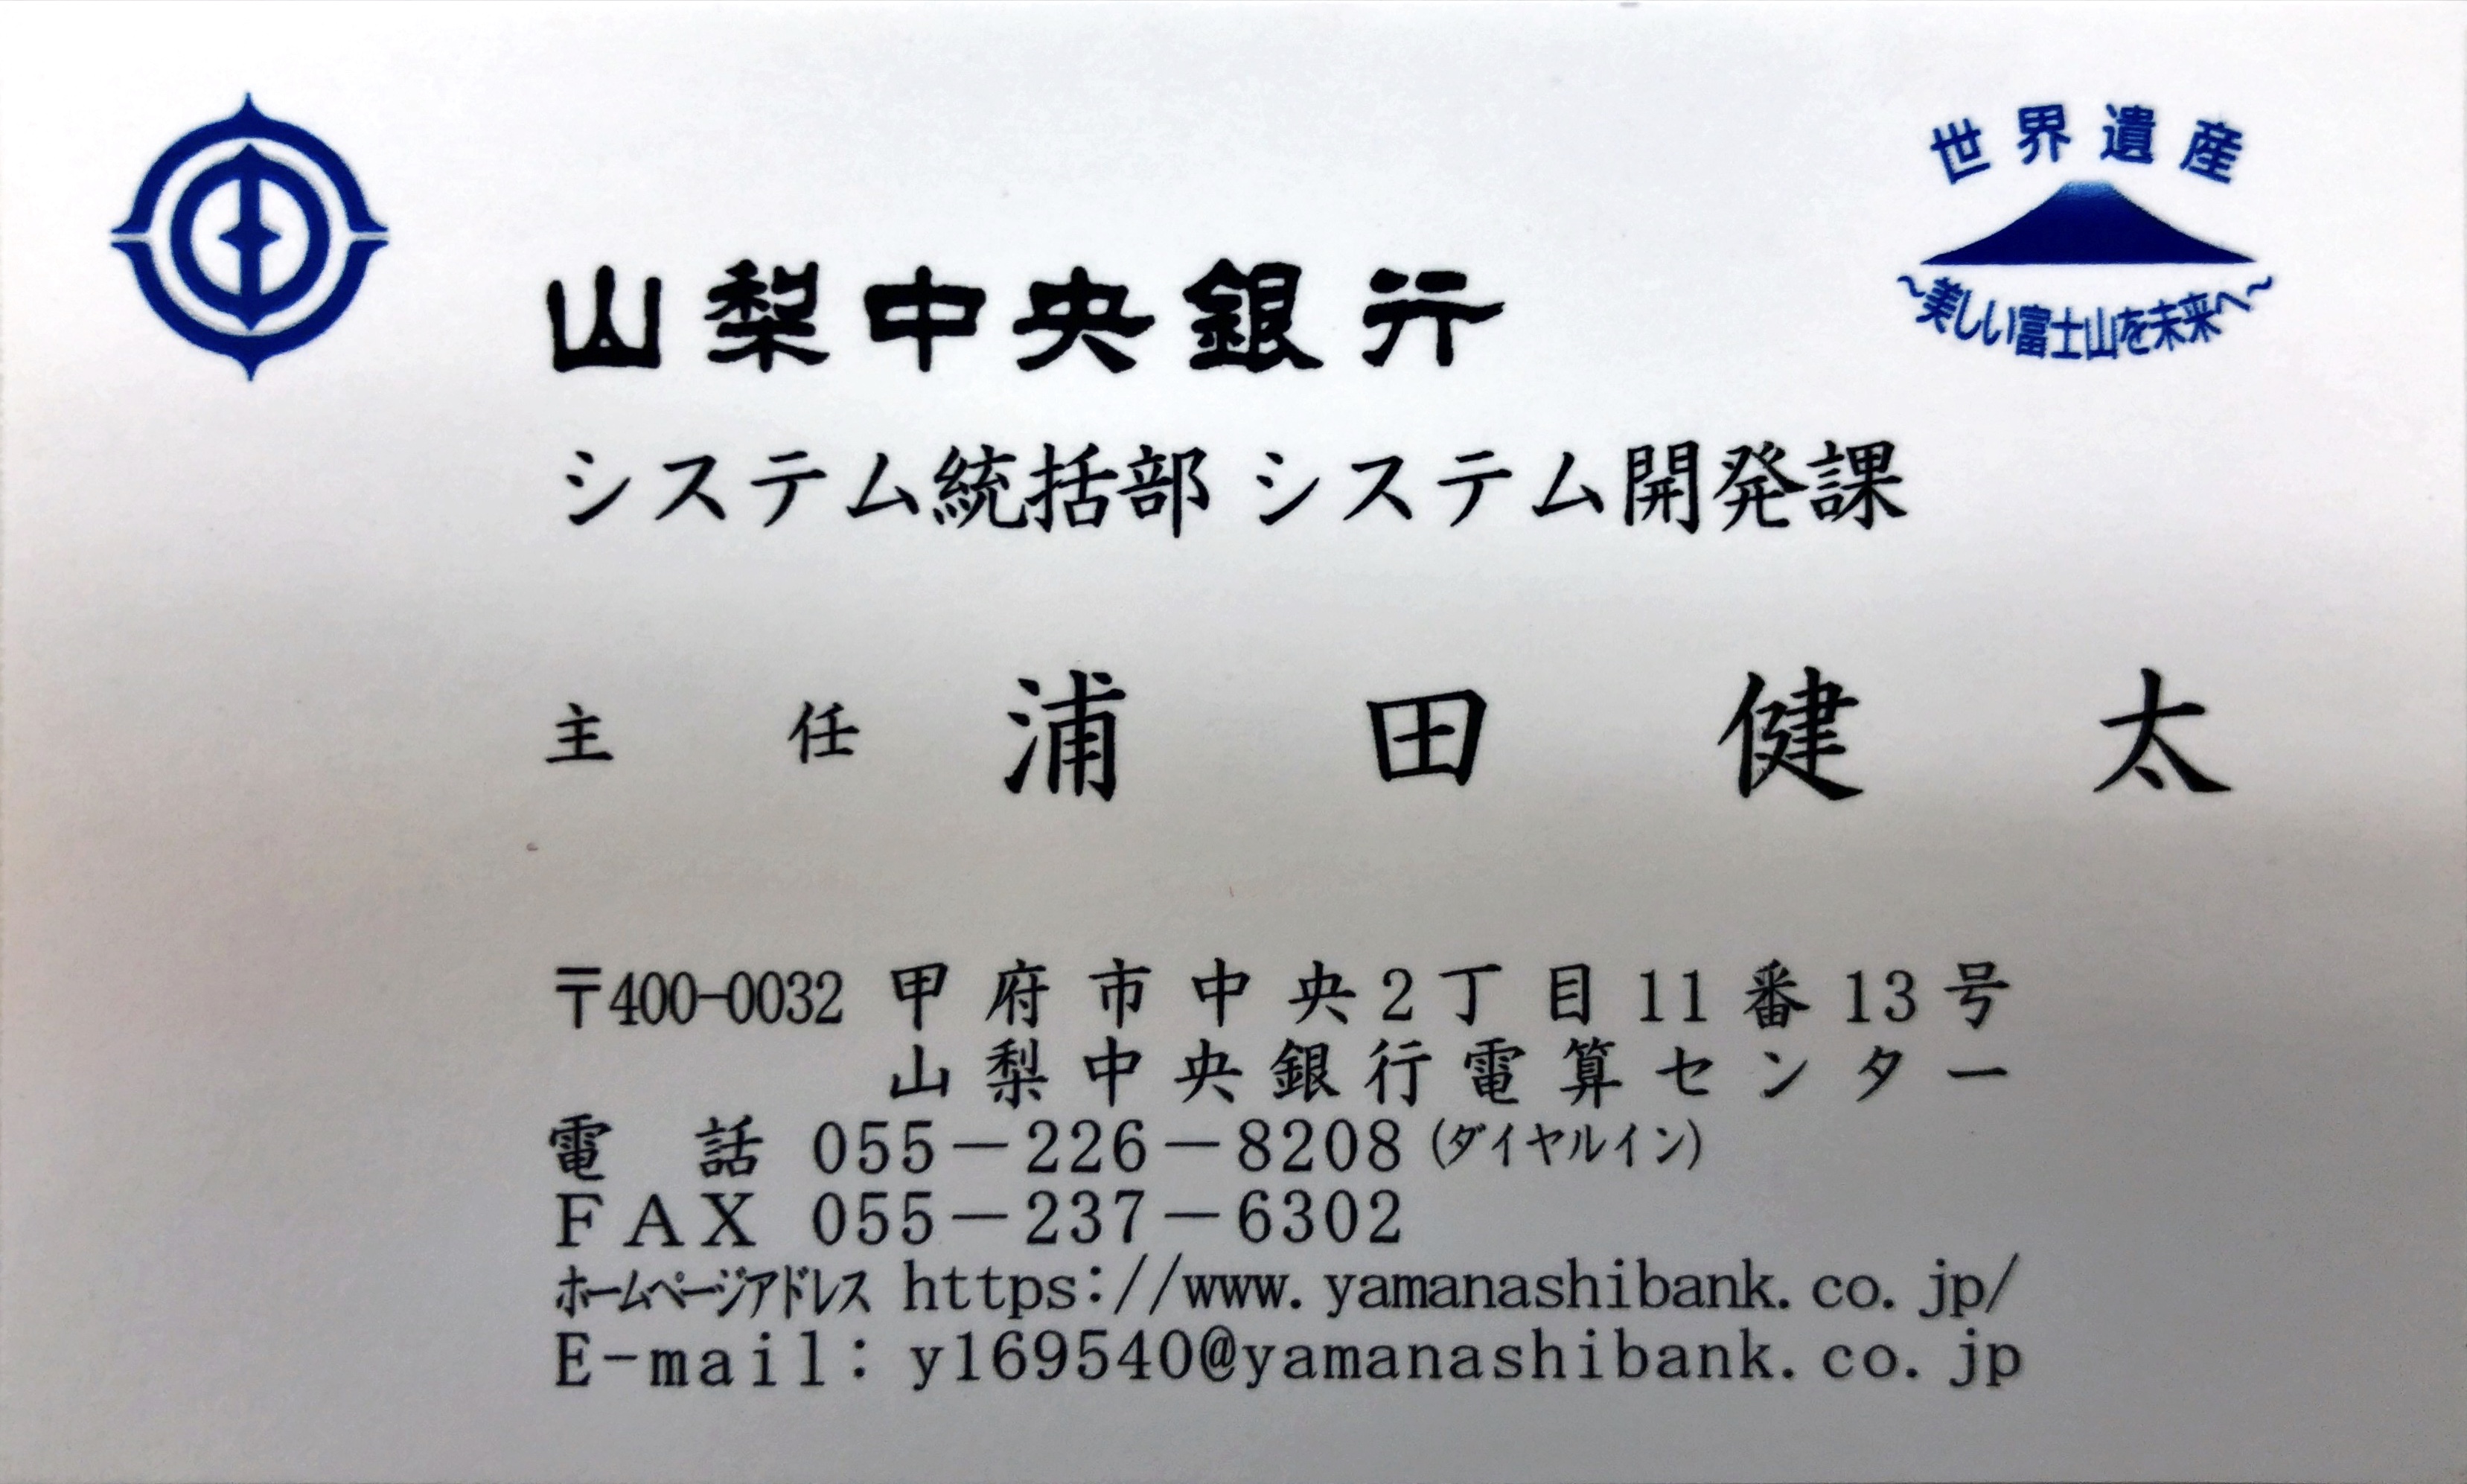 世界遺産
～美しい富士山を未来へ～
山梨中央銀行
システム統括部 システム開発課
主任 浦田健太
〒400-0032 甲府市中央2丁目11番13号
山梨中央銀行電算センター
電話 055－226－8208（ダイヤルイン）
FAX 055－237－6302
ホームページアドレス https://www.yamanashibank.co.jp/
E-mail: y169540@yamanashibank.co.jp